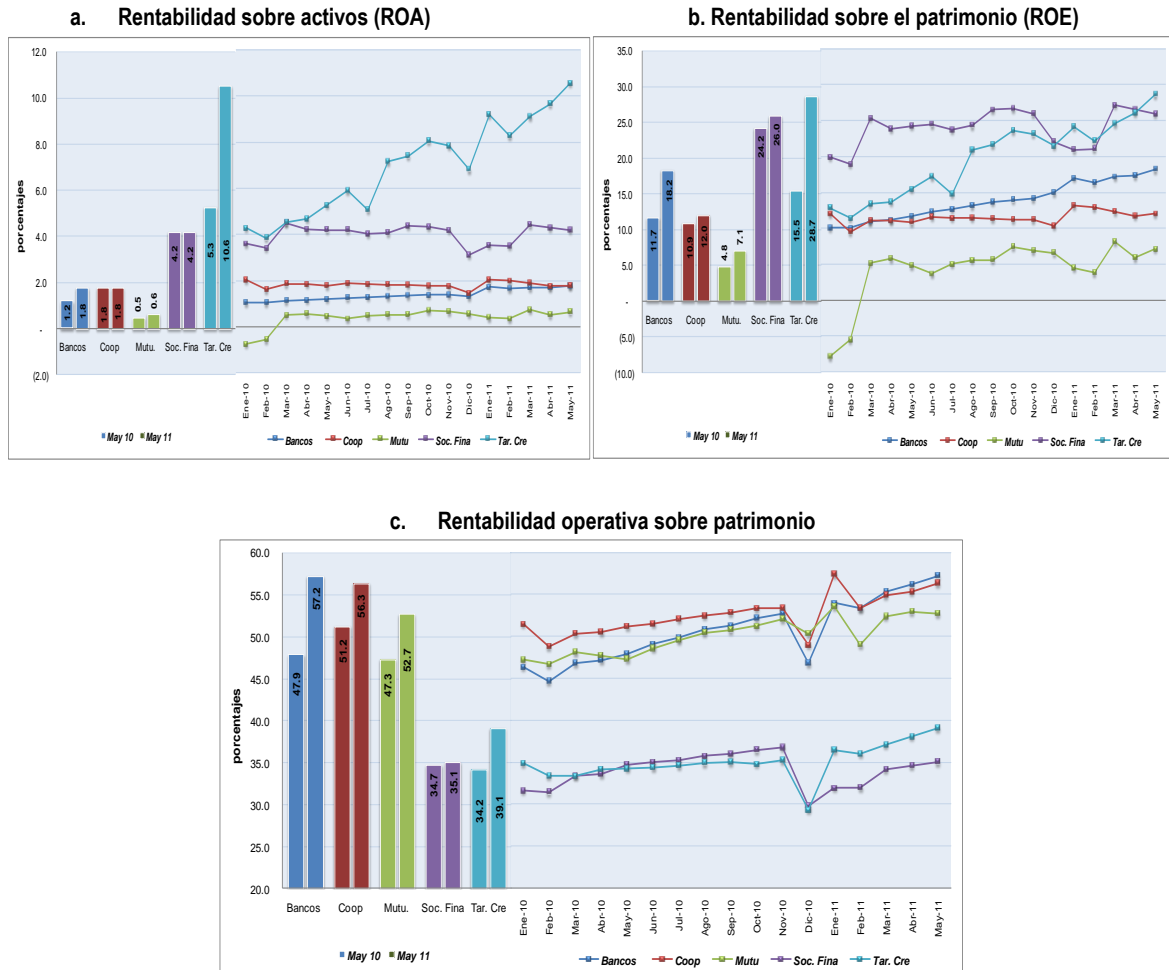 a. Rentabilidad sobre activos (ROA)
12.0
10.0
8.0
6.0
4.0
2.0
-
(2.0)
porcentajes
1.2
1.8
1.8
1.8
0.5
0.6
4.2
4.2
5.3
10.6
Bancos Coop Mutu. Soc. Fina Tar. Cre
Ene-10
Feb-10
Mar-10
Abr-10
May-10
Jun-10
Jul-10
Ago-10
Sep-10
Oct-10
Nov-10
Dic-10
Ene-11
Feb-11
Mar-11
Abr-11
May-11
May 10 May 11
Bancos Coop Mutu Soc. Fina Tar. Cre
b. Rentabilidad sobre el patrimonio (ROE)
35.0
30.0
25.0
20.0
15.0
10.0
5.0
-
(5.0)
(10.0)
porcentajes
11.7
18.2
10.9
12.0
4.8
7.1
24.2
26.0
15.5
28.7
Bancos Coop Mutu. Soc. Fina Tar. Cre
Ene-10
Feb-10
Mar-10
Abr-10
May-10
Jun-10
Jul-10
Ago-10
Sep-10
Oct-10
Nov-10
Dic-10
Ene-11
Feb-11
Mar-11
Abr-11
May-11
May 10 May 11
Bancos Coop Mutu Soc. Fina Tar. Cre
c. Rentabilidad operativa sobre patrimonio
60.0
55.0
50.0
45.0
40.0
35.0
30.0
25.0
20.0
porcentajes
47.9
57.2
51.2
56.3
47.3
52.7
34.7
35.1
34.2
39.1
Bancos Coop Mutu. Soc. Fina Tar. Cre
Ene-10
Feb-10
Mar-10
Abr-10
May-10
Jun-10
Jul-10
Ago-10
Sep-10
Oct-10
Nov-10
Dic-10
Ene-11
Feb-11
Mar-11
Abr-11
May-11
May 10 May 11
Bancos Coop Mutu Soc. Fina Tar. Cre